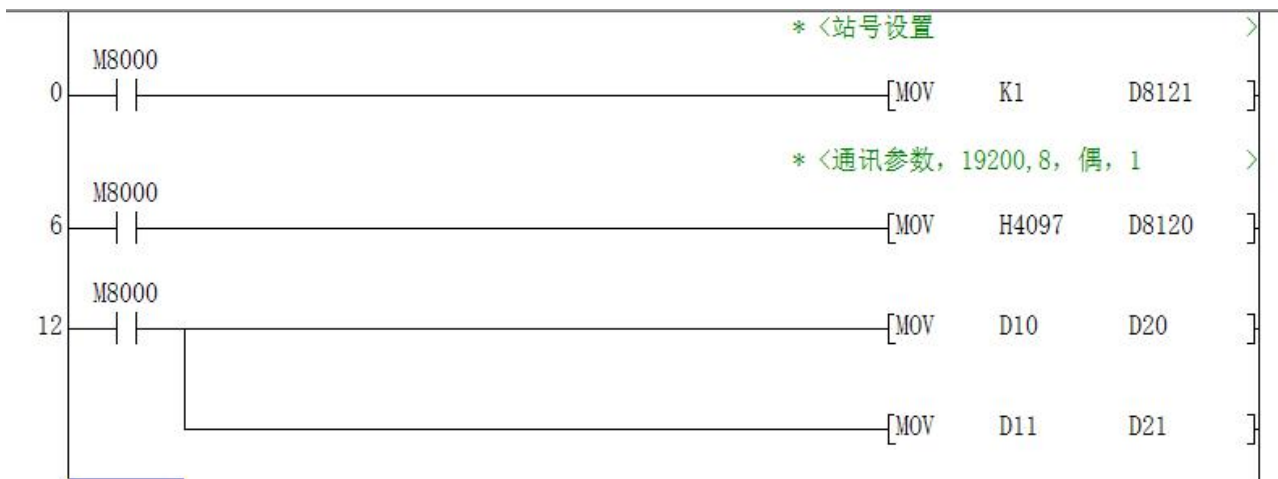 * <站号设置 >
M8000
0 [MOV K1 D8121 ]
* <通讯参数，19200,8，偶，1 >
M8000
6 [MOV H4097 D8120 ]
M8000
12 [MOV D10 D20 ]
[MOV D11 D21 ]